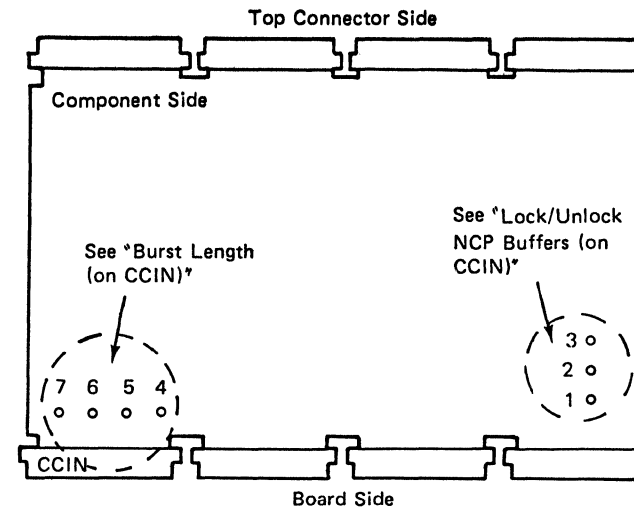 Top Connector Side
Component Side
See "Lock/Unlock
NCP Buffers (on
CCIN)"
See "Burst Length
(on CCIN)"
3
2
1
7 6 5 4
CCIN
Board Side